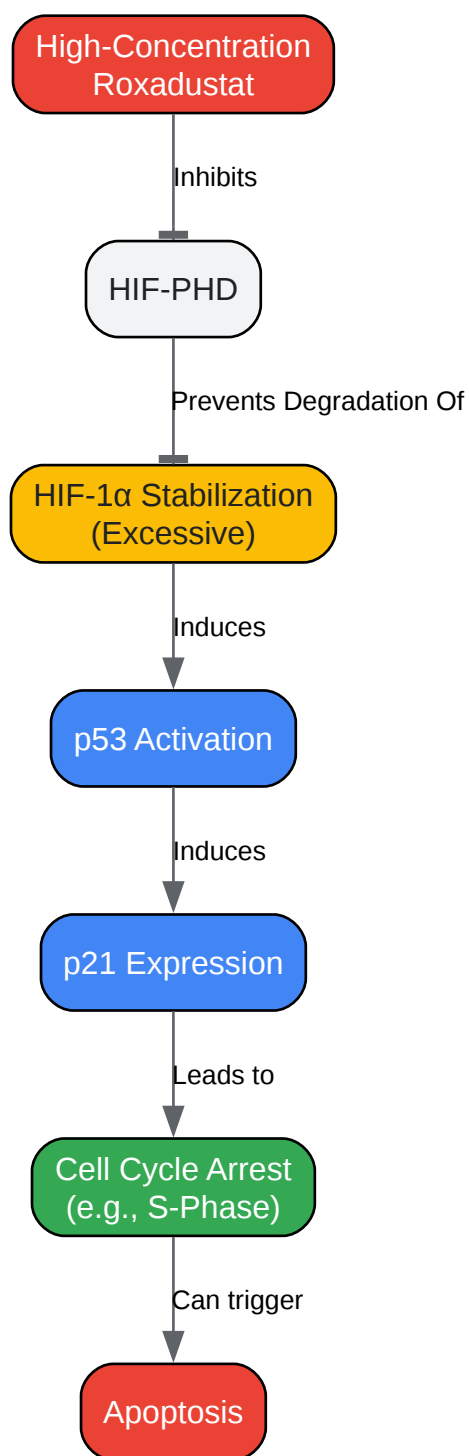 High-Concentration
Roxadustat
Inhibits
HIF-PHD
Prevents Degradation Of
HIF-1α Stabilization
(Excessive)
Induces
p53 Activation
Induces
p21 Expression
Leads to
Cell Cycle Arrest
(e.g., S-Phase)
Can trigger
Apoptosis